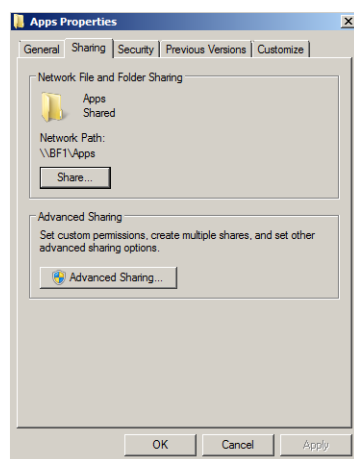 Apps Properties
General Sharing Security Previous Versions Customize
Network File and Folder Sharing
Apps
Shared
Network Path:
\\BF1\Apps
Share...
Advanced Sharing
Set custom permissions, create multiple shares, and set other
advanced sharing options.
Advanced Sharing...
OK Cancel Apply